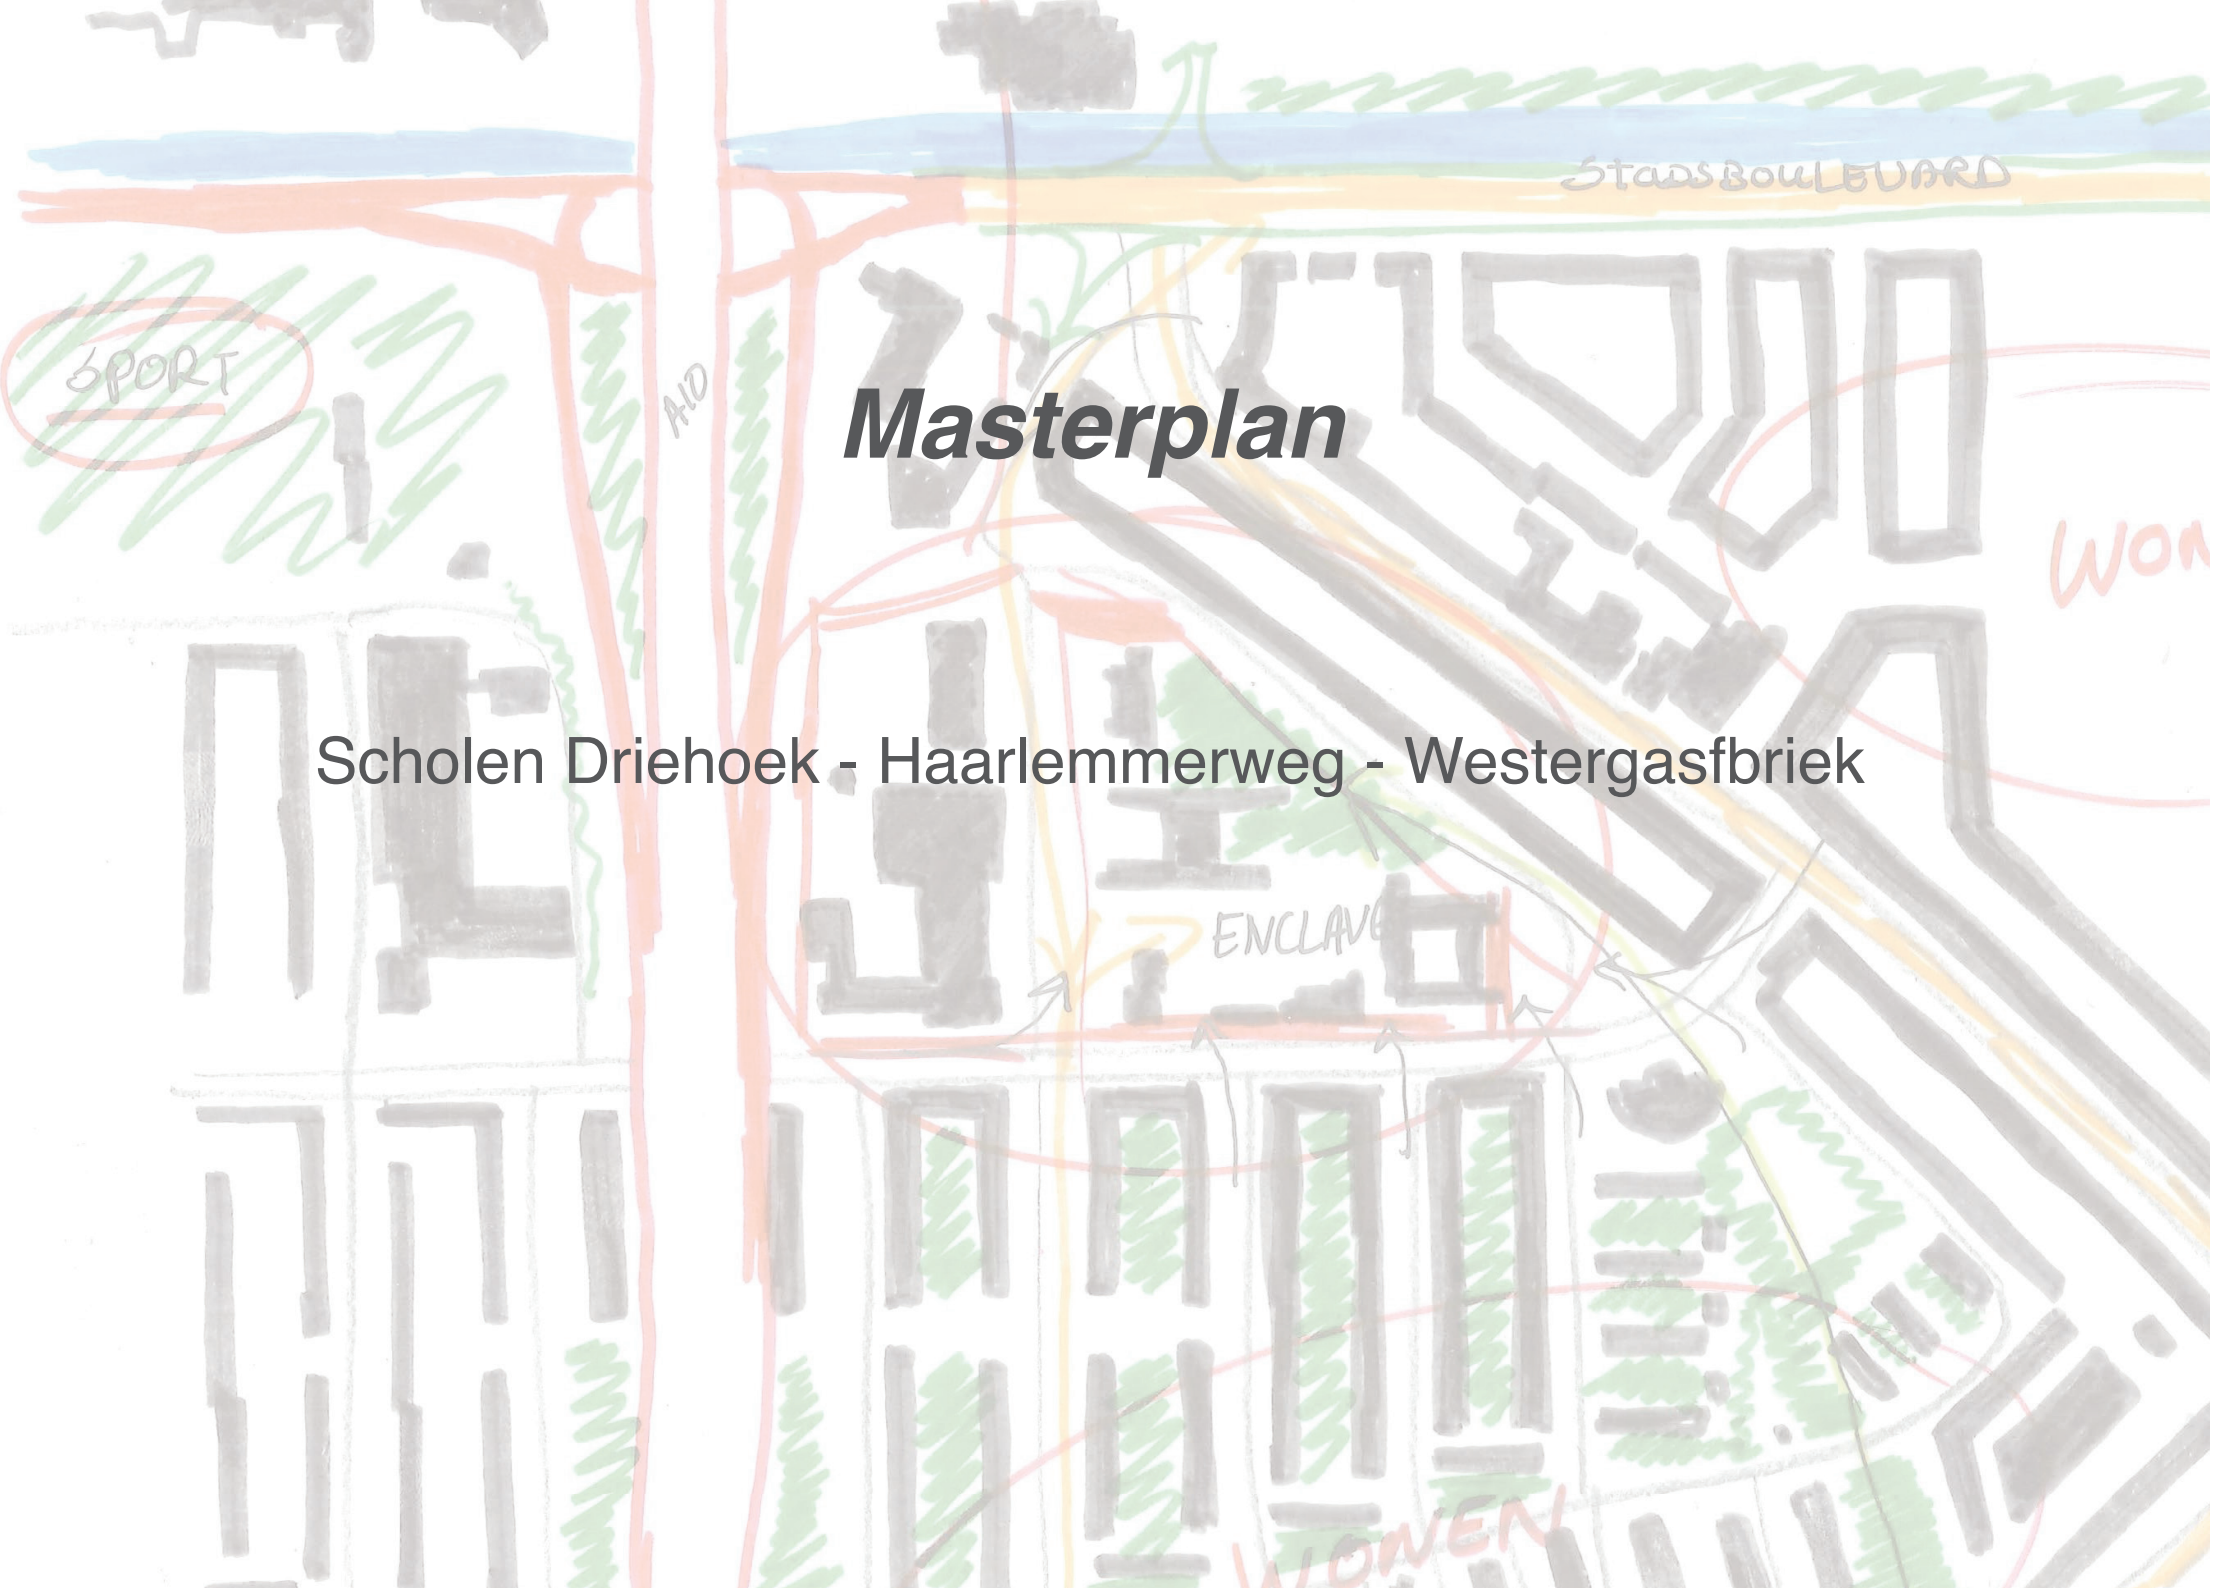 STADSBOULEVARD
SPORT
A10
Masterplan
WON
Scholen Driehoek - Haarlemmerweg - Westergasfbriek
ENCLAVE
WONEN